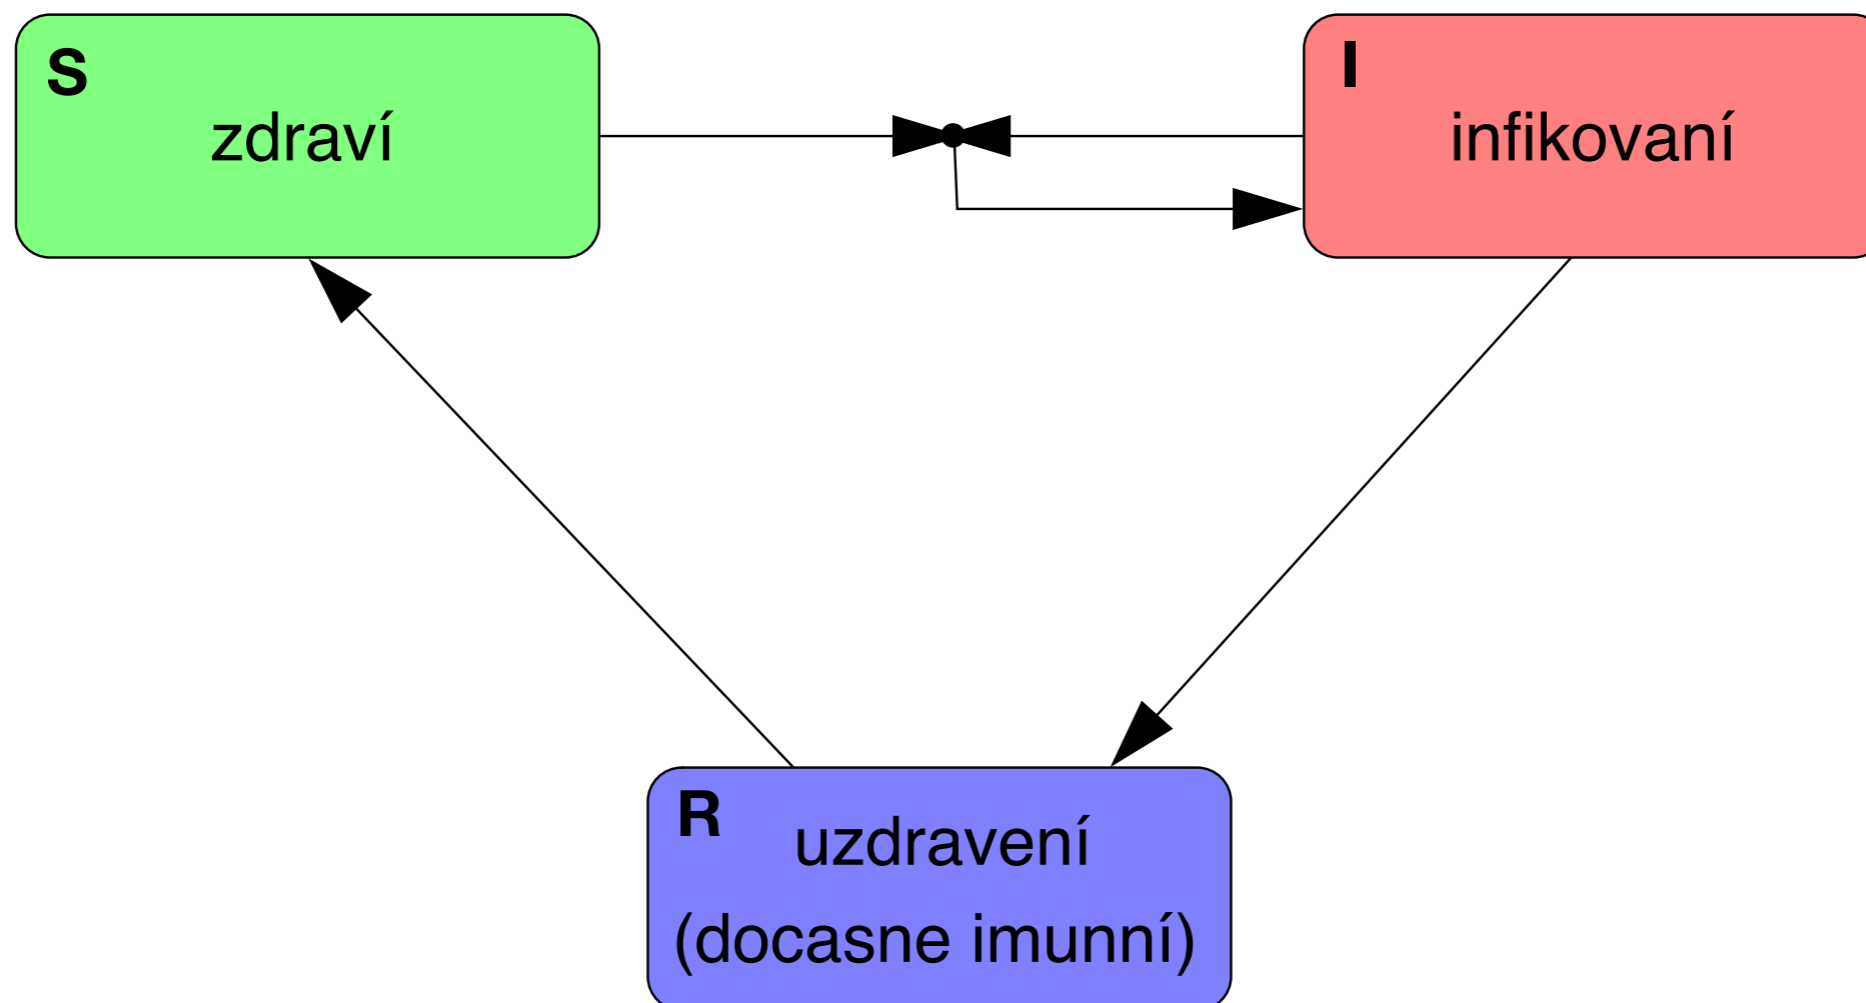 S
zdraví
I
infikovaní
R
uzdravení
(docasne imunní)